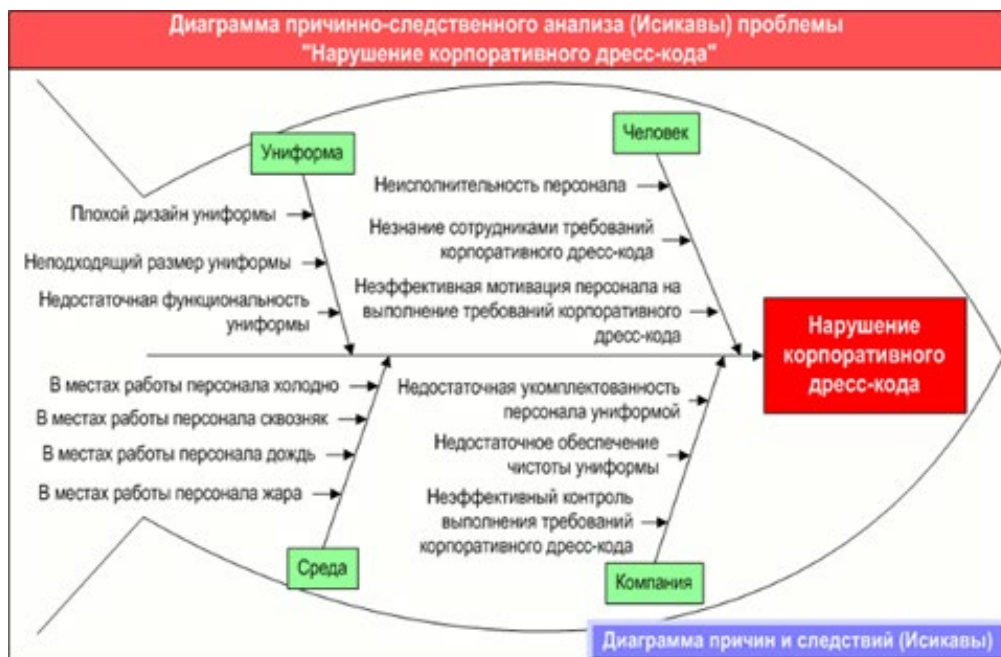 Диаграмма причинно-следственного анализа (Исикавы) проблемы
"Нарушение корпоративного дресс-кода"
Униформа
Плохой дизайн униформы
Неподходящий размер униформы
Недостаточная функциональность
униформы
Человек
Неисполнительность персонала
Незнание сотрудниками требований
корпоративного дресс-кода
Неэффективная мотивация персонала на
выполнение требований корпоративного
дресс-кода
Нарушение
корпоративного
дресс-кода
В местах работы персонала холодно
В местах работы персонала сквозняк
В местах работы персонала дождь
В местах работы персонала жара
Среда
Недостаточная укомплектованность
персонала униформой
Недостаточное обеспечение
чистоты униформы
Неэффективный контроль
выполнения требований
корпоративного дресс-кода
Компания
Диаграмма причин и следствий (Исикавы)